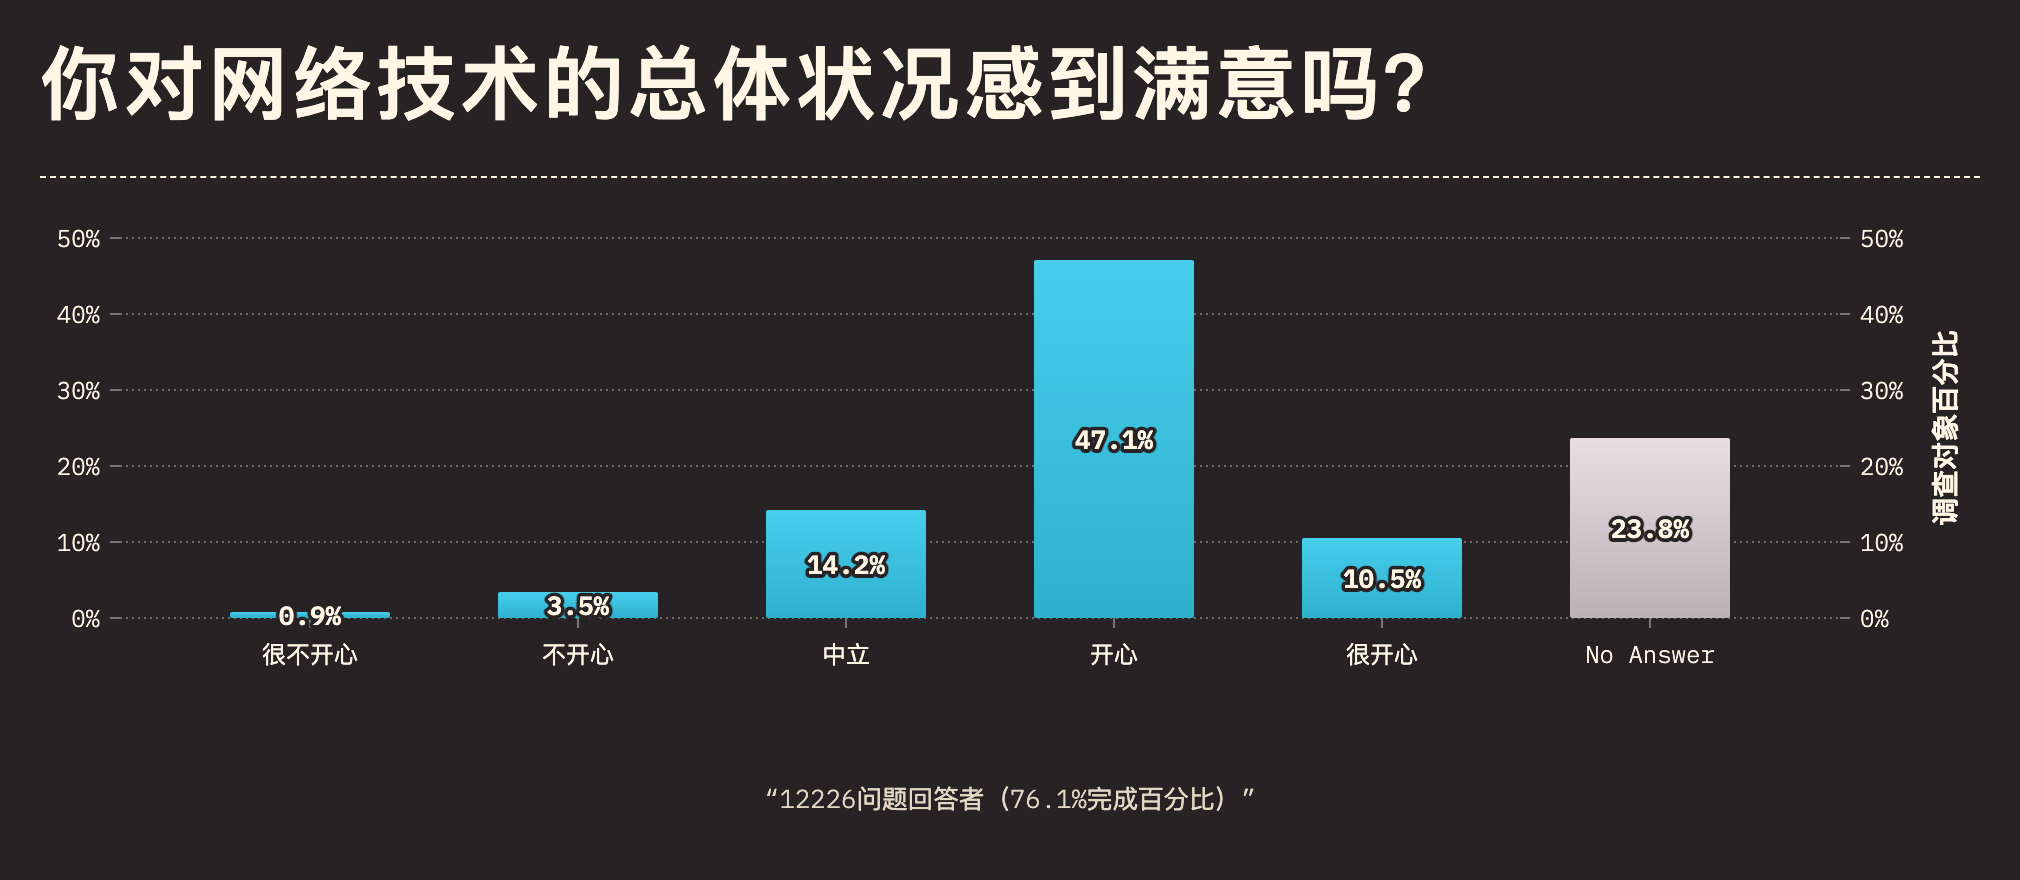 你对网络技术的总体状况感到满意吗?
50%
40%
30%
20%
10%
0%
0.9%
3.5%
14.2%
47.1%
10.5%
23.8%
很不开心
不开心
中立
开心
很开心
No Answer
50%
40%
30%
20%
10%
0%
调查对象百分比
“12226问题回答者（76.1%完成百分比）”